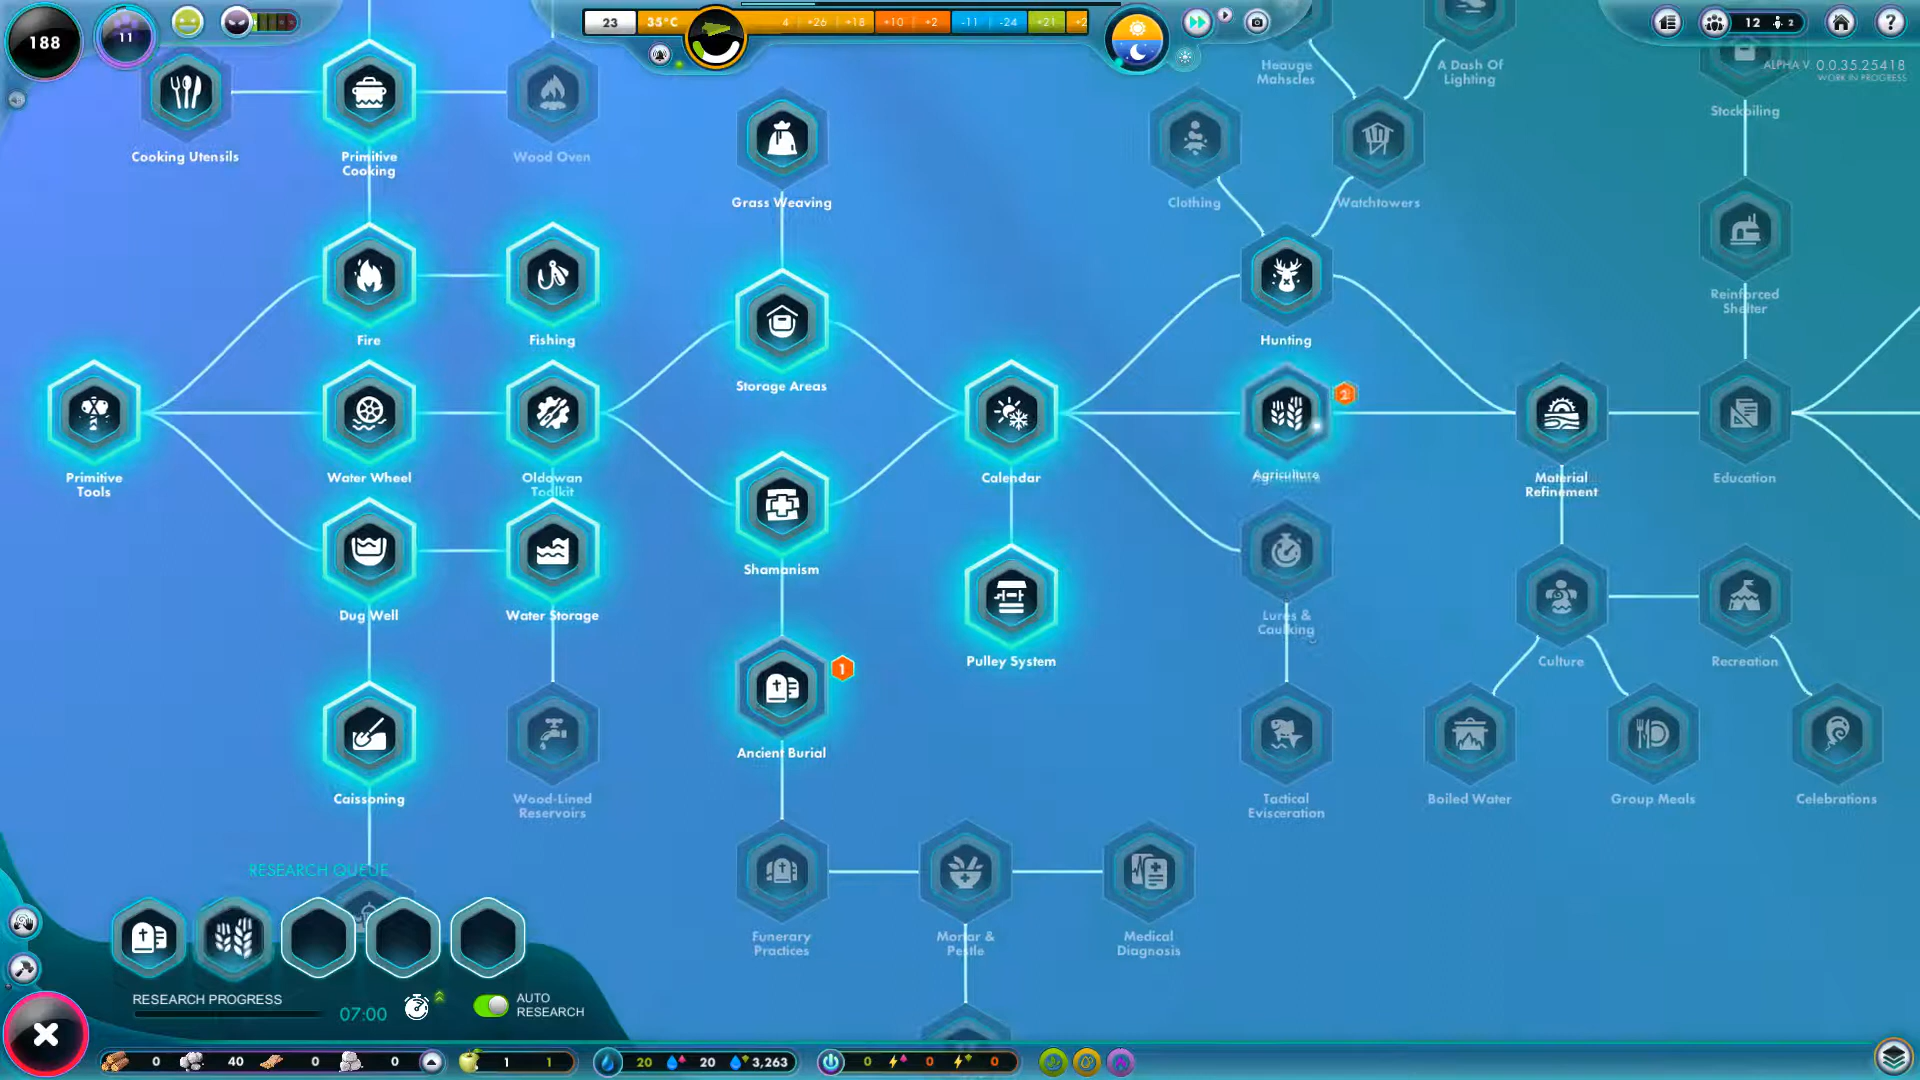 188
11
23
35°C
4
+26
+18
+10
+2
-11
-24
+21
+2
12
2
ALPHA V 0.0.35.25418
WORK IN PROGRESS
Cooking Utensils
Primitive
Cooking
Wood Oven
Grass Weaving
Heauge
Mahscles
A Dash Of
Lighting
Clothing
Watchtowers
Stockpiling
Fire
Fishing
Storage Areas
Hunting
Reinforced
Shelter
2
Primitive
Tools
Water Wheel
Oldowan
Toolkit
Calendar
Agriculture
Material
Refinement
Education
Shamanism
Dug Well
Water Storage
Pulley System
Lures &
Caulking
Culture
Recreation
1
Ancient Burial
Caissoning
Wood-Lined
Reservoirs
Tactical
Evisceration
Boiled Water
Group Meals
Celebrations
Funerary
Practices
Mortar &
Pestle
Medical
Diagnosis
RESEARCH QUEUE
RESEARCH PROGRESS
07:00
AUTO
RESEARCH
0
40
0
0
1
1
20
20
3,263
0
0
0